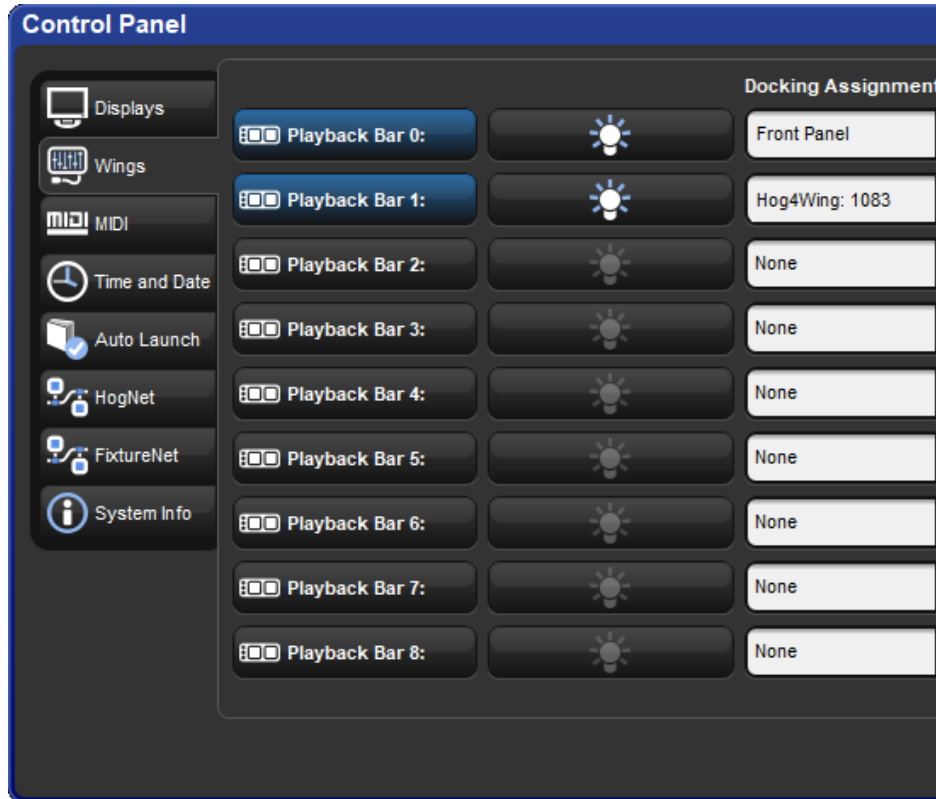 Control Panel
Displays
Wings
MIDI
MIDI
Time and Date
Auto Launch
HogNet
FixtureNet
System Info
Docking Assignment
Playback Bar 0:
Front Panel
Playback Bar 1:
Hog4Wing: 1083
Playback Bar 2:
None
Playback Bar 3:
None
Playback Bar 4:
None
Playback Bar 5:
None
Playback Bar 6:
None
Playback Bar 7:
None
Playback Bar 8:
None